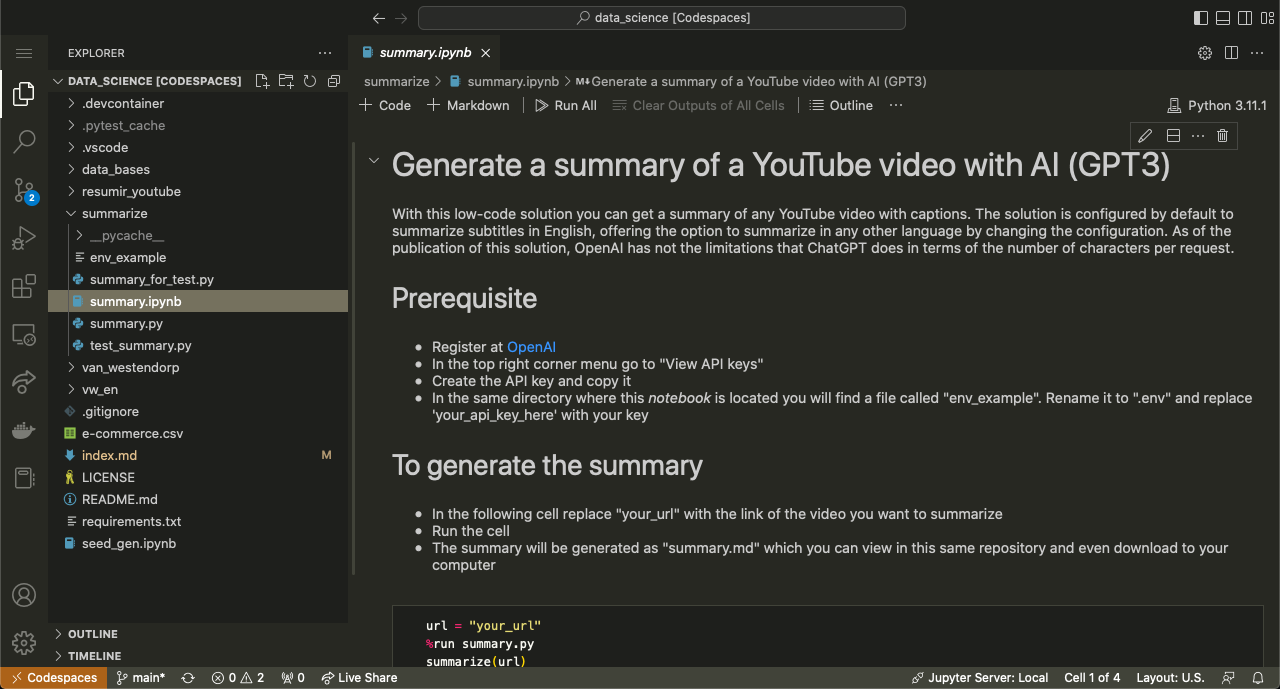 data_science [Codespaces]
EXPLORER
summary.ipynb
DATA_SCIENCE [CODESPACES]
summarize > summary.ipynb > M↓Generate a summary of a YouTube video with AI (GPT3)
+ Code + Markdown Run All Clear Outputs of All Cells Outline ··· Python 3.11.1
.devcontainer
.pytest_cache
.vscode
data_bases
resumir_youtube
summarize
__pycache__
env_example
summary_for_test.py
summary.ipynb
summary.py
test_summary.py
van_westendorp
vw_en
.gitignore
e-commerce.csv
index.md M
LICENSE
README.md
requirements.txt
seed_gen.ipynb
OUTLINE
TIMELINE
2
Generate a summary of a YouTube video with AI (GPT3)
With this low-code solution you can get a summary of any YouTube video with captions. The solution is configured by default to
summarize subtitles in English, offering the option to summarize in any other language by changing the configuration. As of the
publication of this solution, OpenAI has not the limitations that ChatGPT does in terms of the number of characters per request.
Prerequisite
• Register at OpenAI
• In the top right corner menu go to "View API keys"
• Create the API key and copy it
• In the same directory where this notebook is located you will find a file called "env_example". Rename it to ".env" and replace
'your_api_key_here' with your key
To generate the summary
• In the following cell replace "your_url" with the link of the video you want to summarize
• Run the cell
• The summary will be generated as "summary.md" which you can view in this same repository and even download to your
computer
url = "your_url"
%run summary.py
summarize(url)
Codespaces main* 0 2 0 Live Share Jupyter Server: Local Cell 1 of 4 Layout: U.S.